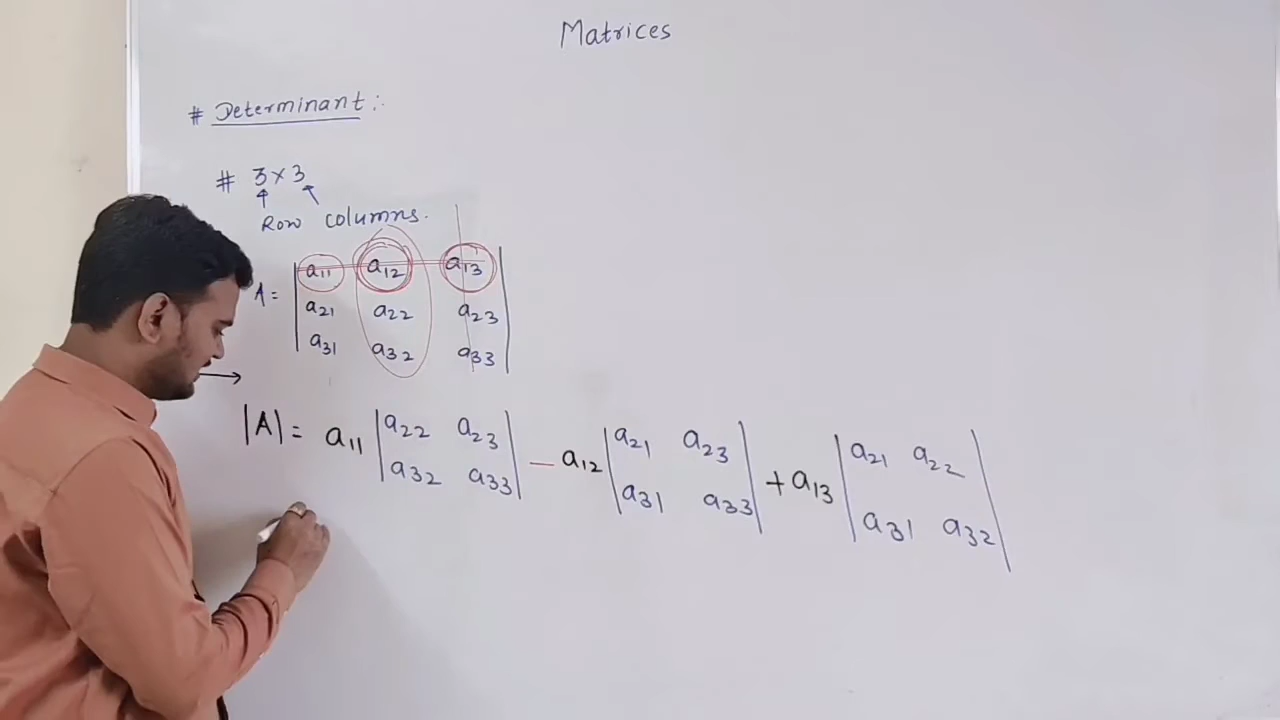 Matrices
# Determinant :
# 3 × 3
↑ ↖
Row columns.
A = | a11 a12 a13 |
| a21 a22 a23 |
| a31 a32 a33 |
→
|A| = a11 | a22 a23 | − a12 | a21 a23 | + a13 | a21 a22 |
| a32 a33 | | a31 a33 | | a31 a32 |